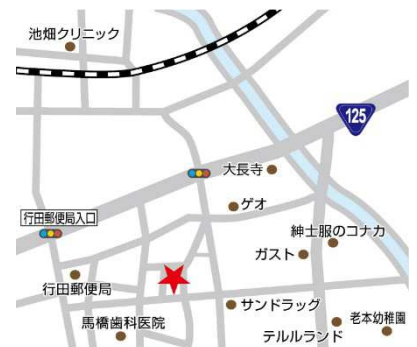 池畑クリニック
125
大長寺
行田郵便局入口
ゲオ
紳士服のコナカ
ガスト
行田郵便局
サンドラッグ
馬橋歯科医院
テルルランド
老本幼稚園